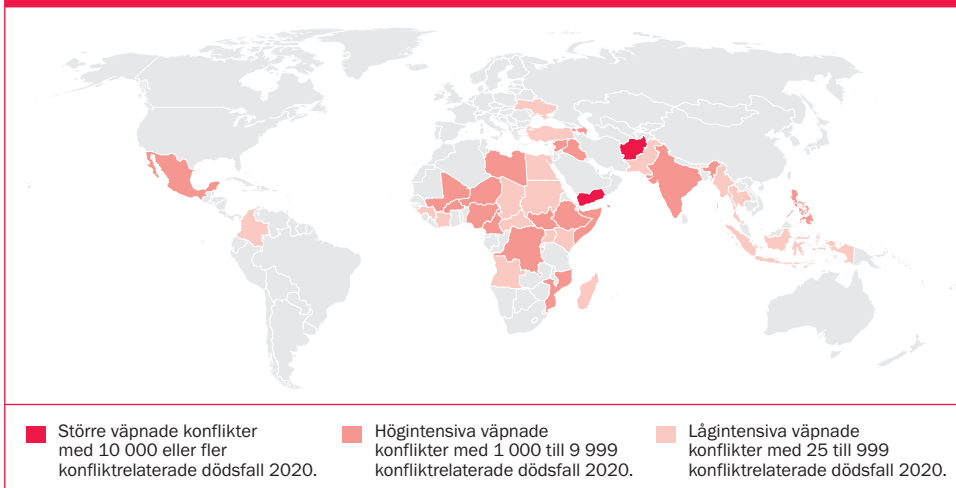 Större väpnade konflikter
med 10 000 eller fler
konfliktrelaterade dödsfall 2020.
Högintensiva väpnade
konflikter med 1 000 till 9 999
konfliktrelaterade dödsfall 2020.
Lågintensiva väpnade
konflikter med 25 till 999
konfliktrelaterade dödsfall 2020.